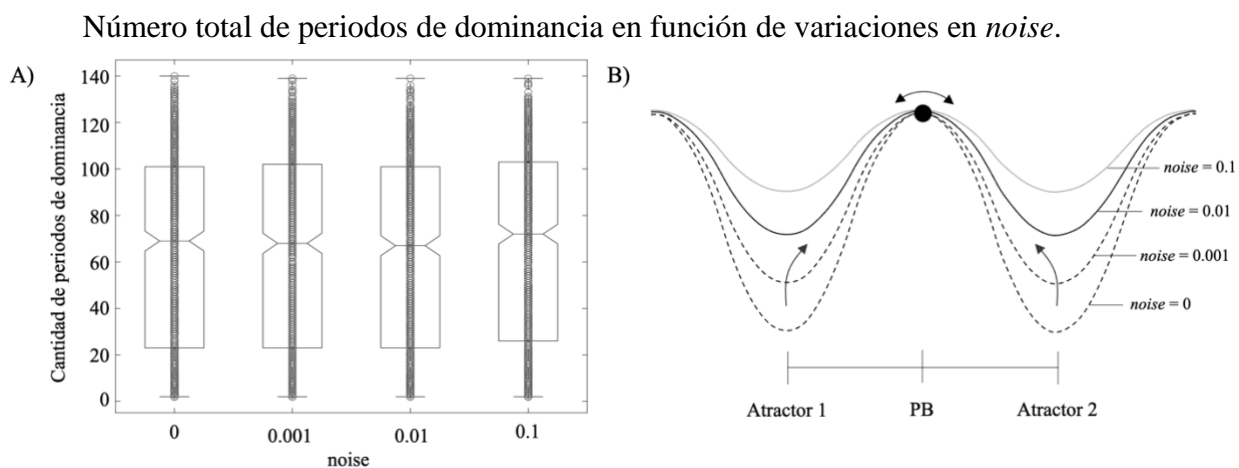 Número total de periodos de dominancia en función de variaciones en noise.
A)
Cantidad de periodos de dominancia
140
120
100
80
60
40
20
0
0
0.001
0.01
0.1
noise
B)
noise = 0.1
noise = 0.01
noise = 0.001
noise = 0
Atractor 1
PB
Atractor 2